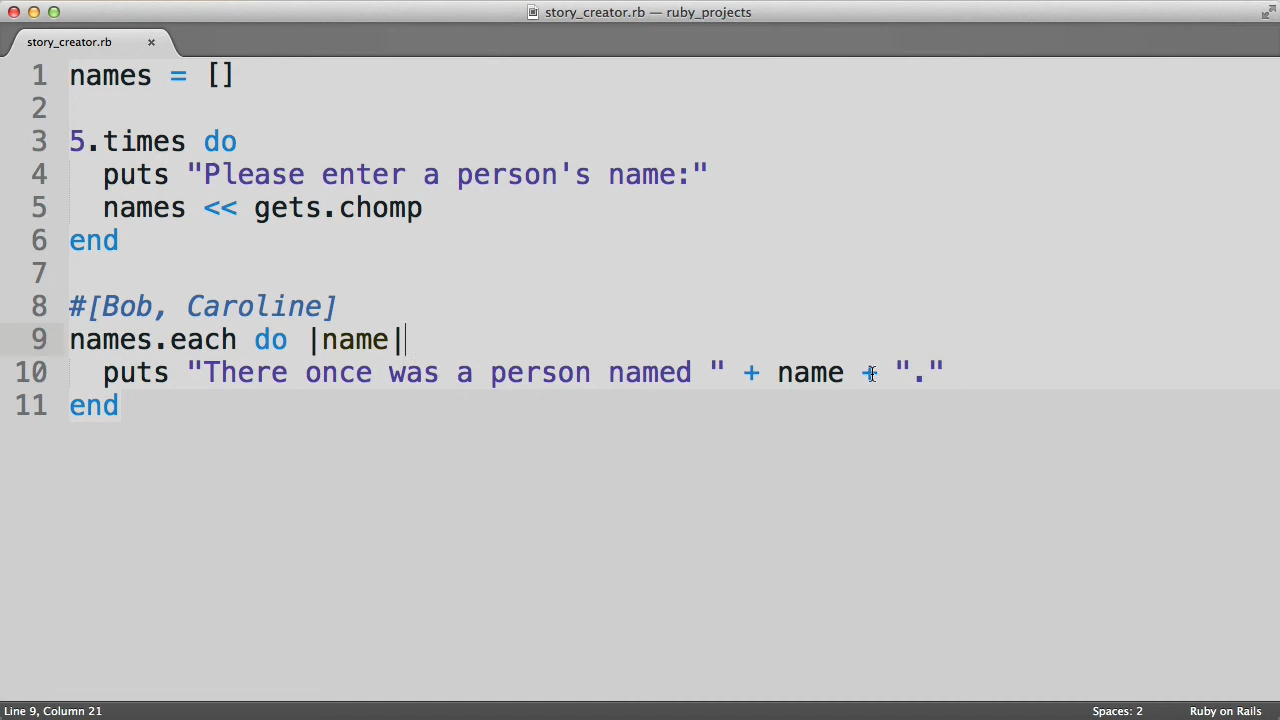 story_creator.rb — ruby_projects
story_creator.rb ×
1 names = []
2
3 5.times do
4   puts "Please enter a person's name:"
5   names << gets.chomp
6 end
7
8 #[Bob, Caroline]
9 names.each do |name|
10   puts "There once was a person named " + name + "."
11 end
Line 9, Column 21 Spaces: 2 Ruby on Rails